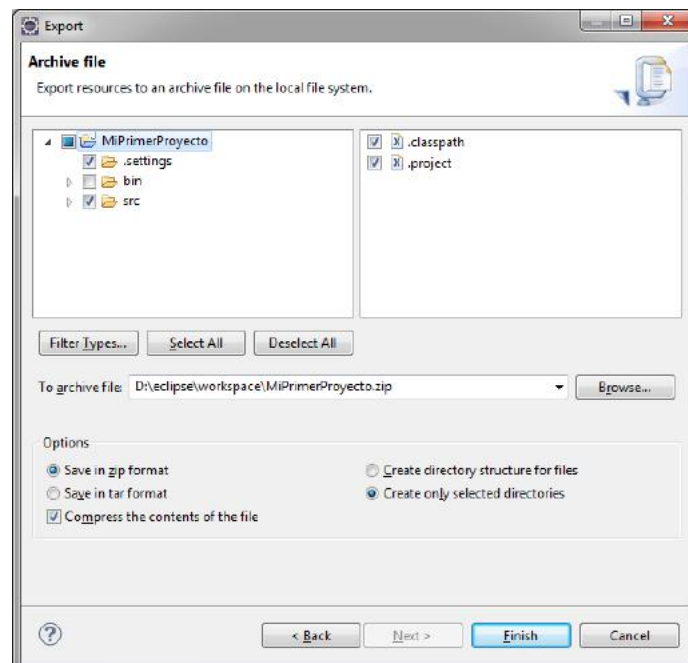 Export
Archive file
Export resources to an archive file on the local file system.
MiPrimerProyecto
.settings
bin
src
.classpath
.project
Filter Types...
Select All
Deselect All
To archive file: D:\eclipse\workspace\MiPrimerProyecto.zip
Browse...
Options
Save in zip format
Save in tar format
Compress the contents of the file
Create directory structure for files
Create only selected directories
< Back
Next >
Finish
Cancel